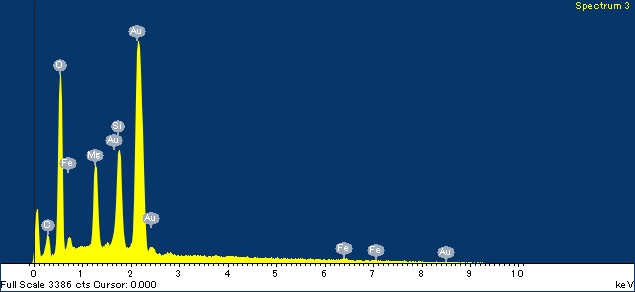 Spectrum 3
Au
O
Si
Au
Mg
Fe
Au
C
Fe
Fe
Au
0 1 2 3 4 5 6 7 8 9 10
Full Scale 3386 cts Cursor: 0.000 keV